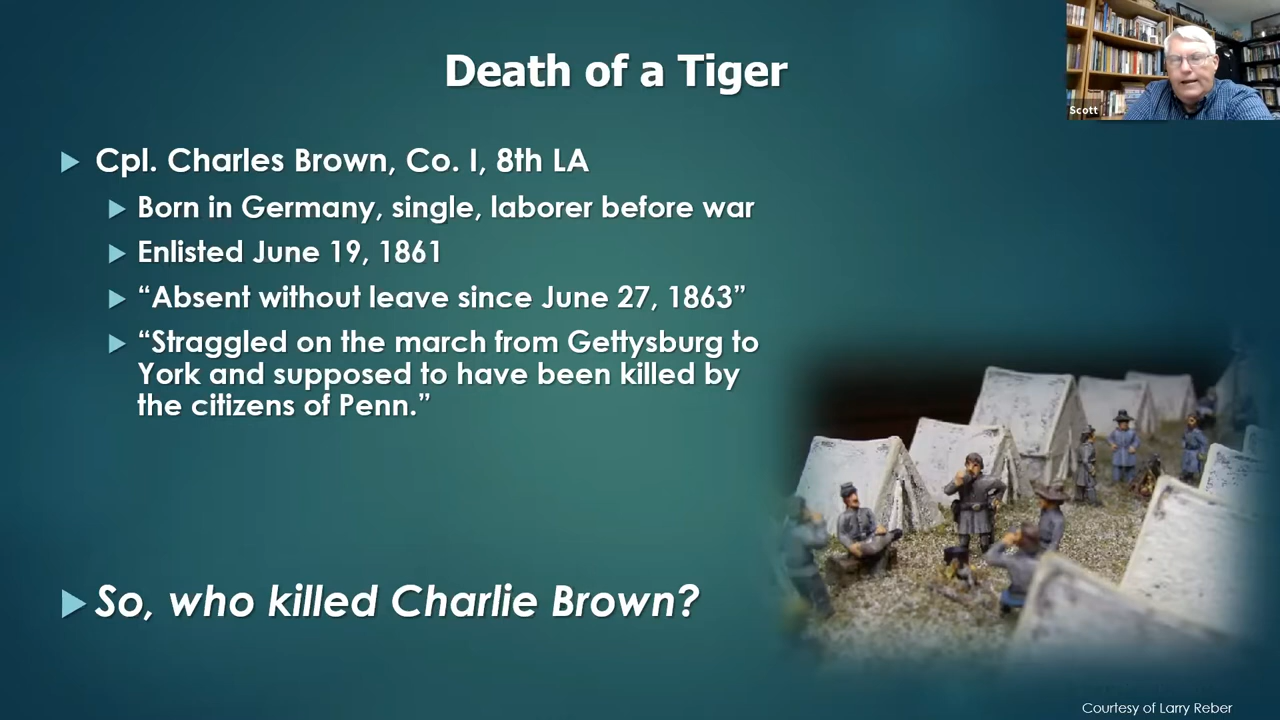 Death of a Tiger
Scott
Cpl. Charles Brown, Co. I, 8th LA
Born in Germany, single, laborer before war
Enlisted June 19, 1861
“Absent without leave since June 27, 1863”
“Straggled on the march from Gettysburg to
York and supposed to have been killed by
the citizens of Penn.”
So, who killed Charlie Brown?
Courtesy of Larry Reber